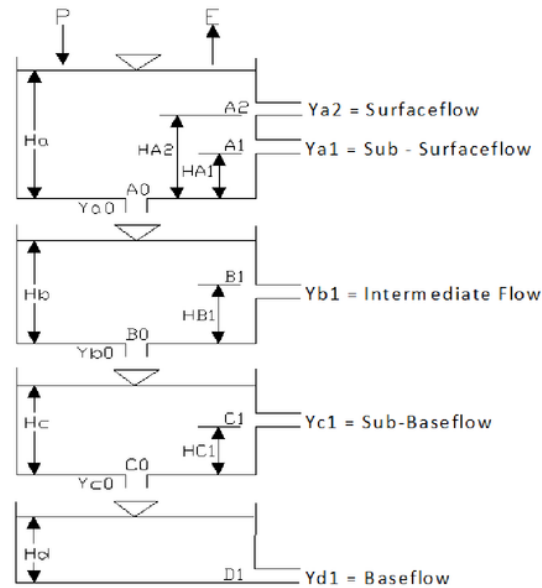 P E
A2 Ya2 = Surfaceflow
Ha HA2 A1 Ya1 = Sub - Surfaceflow
HA1
A0
Ya0
B1 Yb1 = Intermediate Flow
Hb HB1
B0
Yb0
C1 Yc1 = Sub-Baseflow
Hc HC1
C0
Yc0
Hd
D1 Yd1 = Baseflow